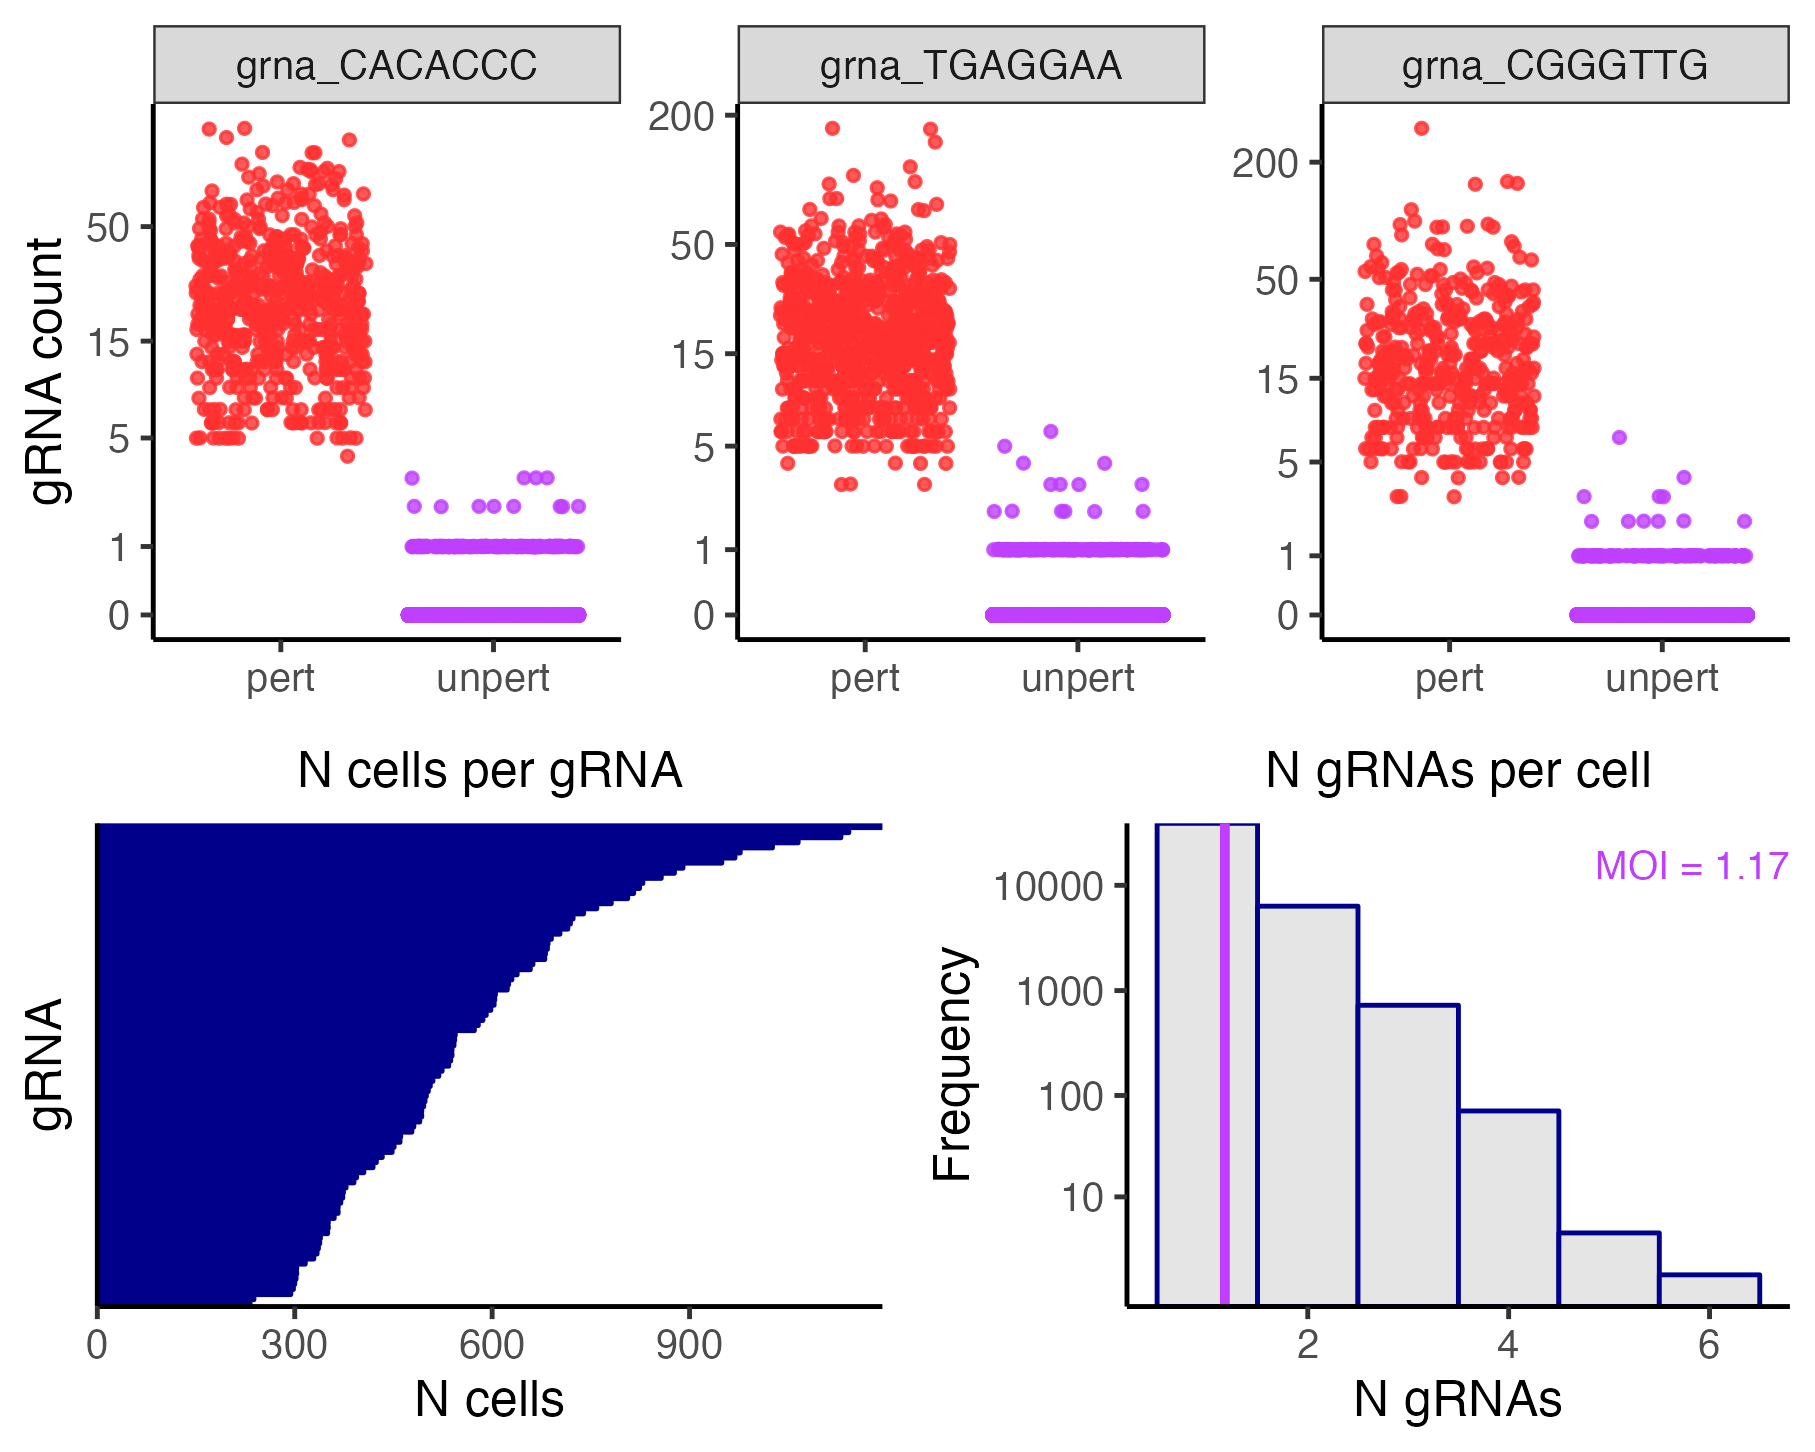 grna_CACACCC
grna_TGAGGAA
grna_CGGGTTG
gRNA count
50
15
5
1
0
200
50
15
5
1
0
200
50
15
5
1
0
pert
unpert
pert
unpert
pert
unpert
N cells per gRNA
gRNA
0
300
600
900
N cells
N gRNAs per cell
MOI = 1.17
Frequency
10000
1000
100
10
2
4
6
N gRNAs